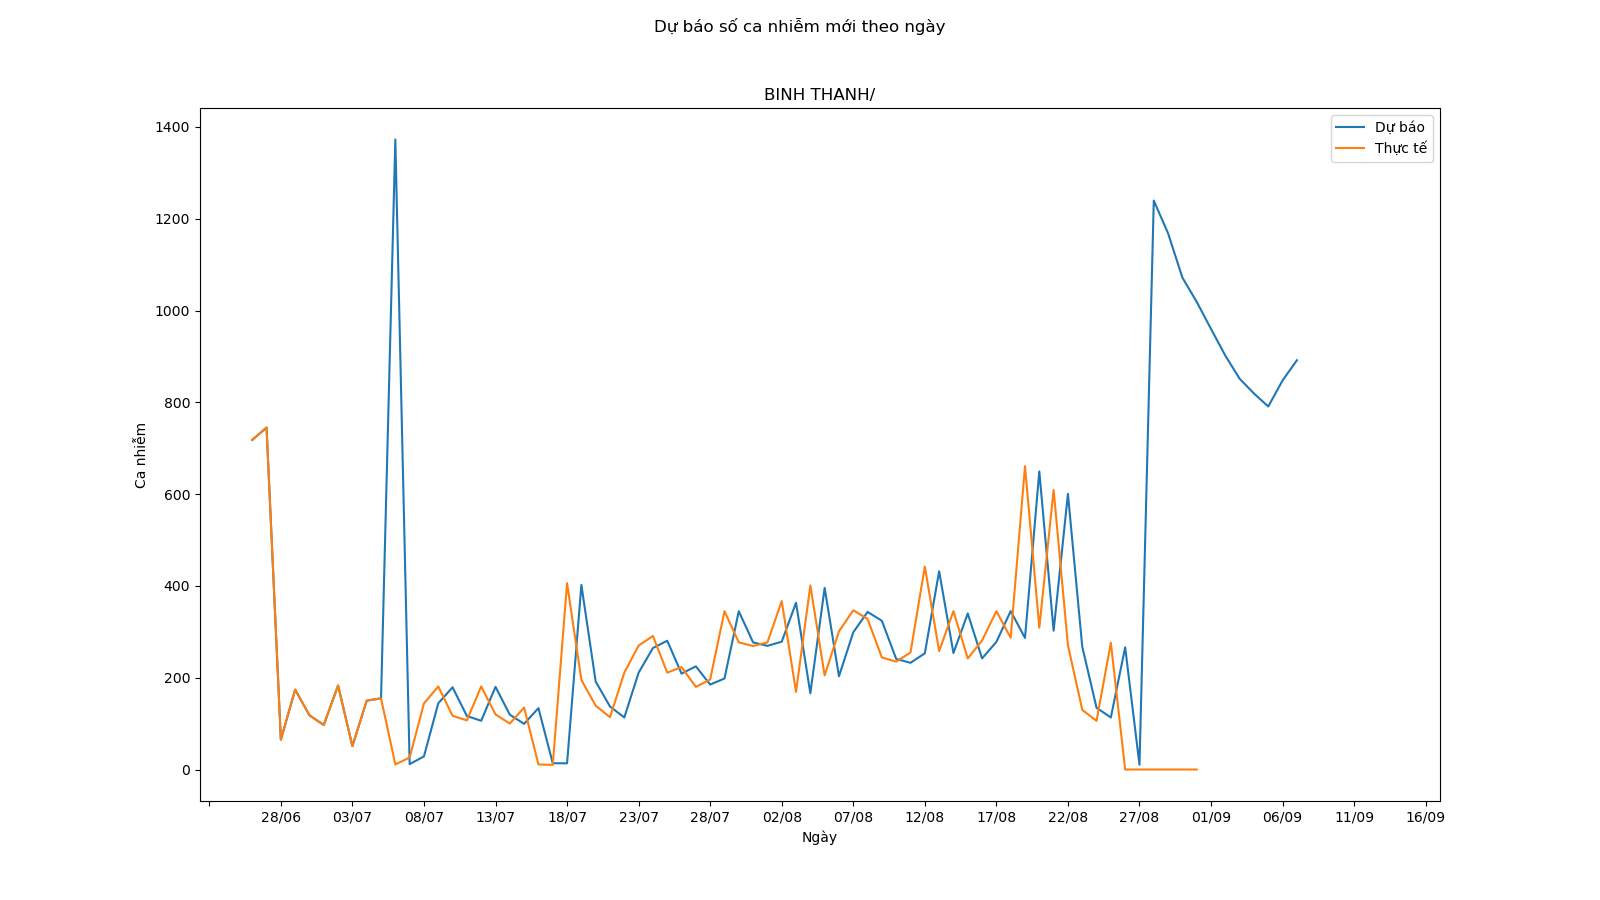 Dự báo số ca nhiễm mới theo ngày
BINH THANH/
Dự báo
Thực tế
1400
1200
1000
800
600
400
200
0
Ca nhiễm
28/06 03/07 08/07 13/07 18/07 23/07 28/07 02/08 07/08 12/08 17/08 22/08 27/08 01/09 06/09 11/09 16/09
Ngày